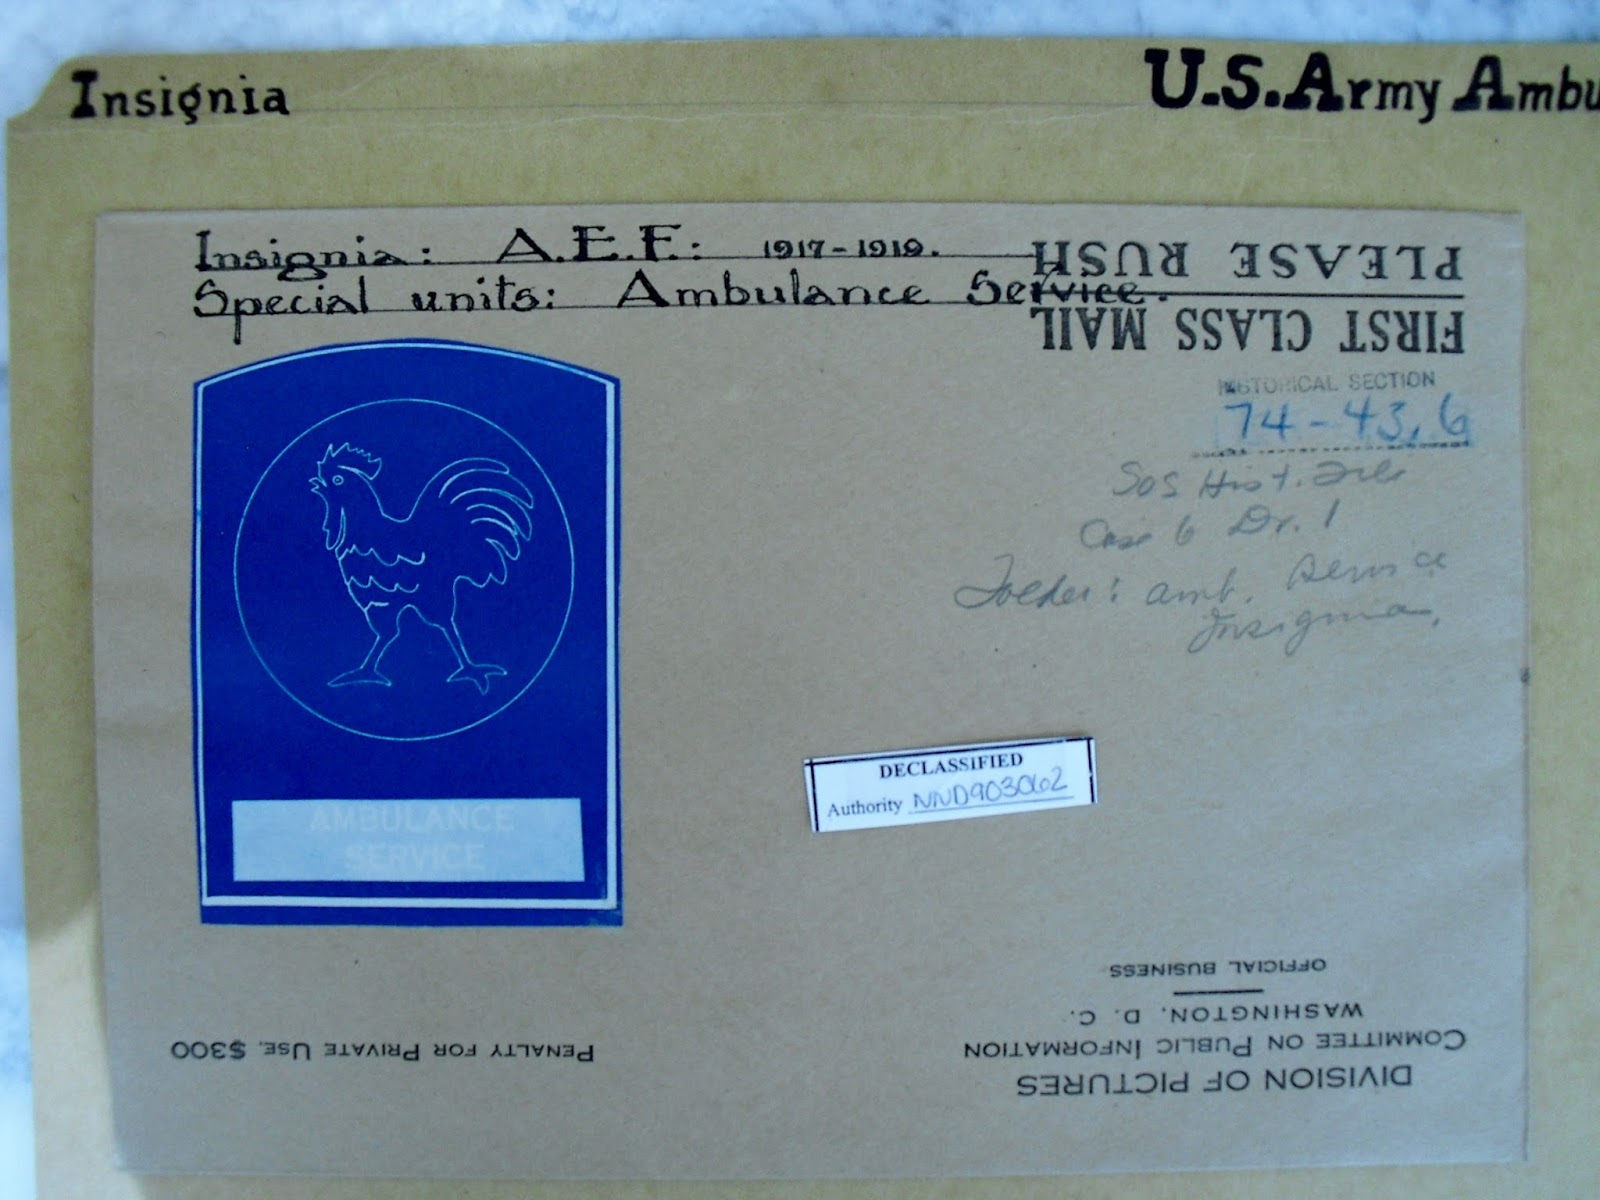 Insignia
U.S. Army Ambu
Insignia: A.E.F.: 1917-1919.
Special units: Ambulance Service.
PLEASE RUSH
FIRST CLASS MAIL
HISTORICAL SECTION
74-43.6
SOS Hist. File
Case 6 Dr. 1
Folder: Amb. Service
Insignia.
AMBULANCE
SERVICE
DECLASSIFIED
Authority NND903062
DIVISION OF PICTURES
COMMITTEE ON PUBLIC INFORMATION
WASHINGTON, D. C.
OFFICIAL BUSINESS
PENALTY FOR PRIVATE USE, $300